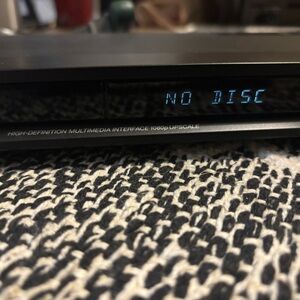 NO DISC
HIGH-DEFINITION MULTIMEDIA INTERFACE 1080p UPSCALE